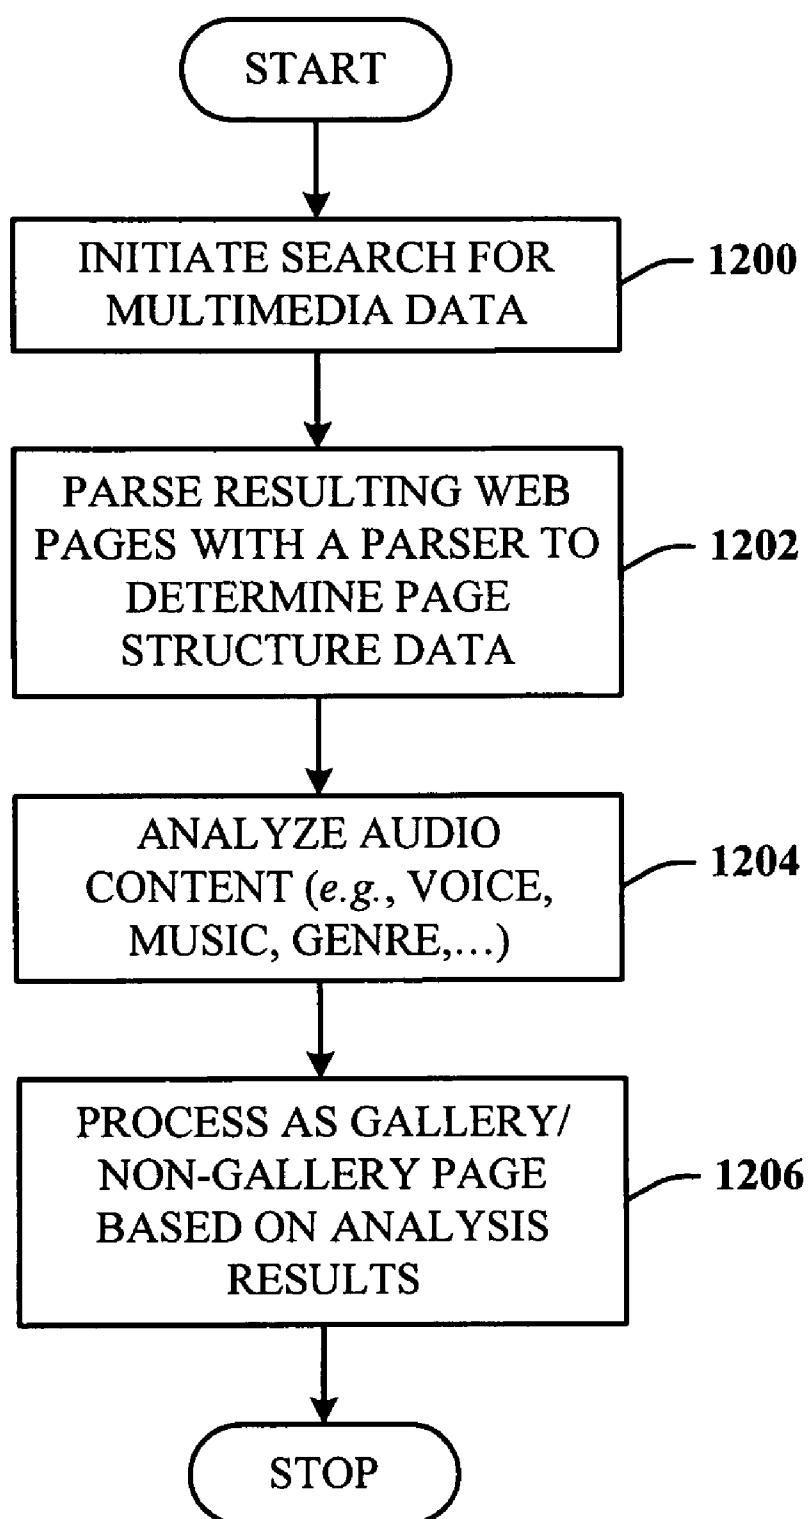 START
INITIATE SEARCH FOR
MULTIMEDIA DATA
1200
PARSE RESULTING WEB
PAGES WITH A PARSER TO
DETERMINE PAGE
STRUCTURE DATA
1202
ANALYZE AUDIO
CONTENT (e.g., VOICE,
MUSIC, GENRE,...)
1204
PROCESS AS GALLERY/
NON-GALLERY PAGE
BASED ON ANALYSIS
RESULTS
1206
STOP